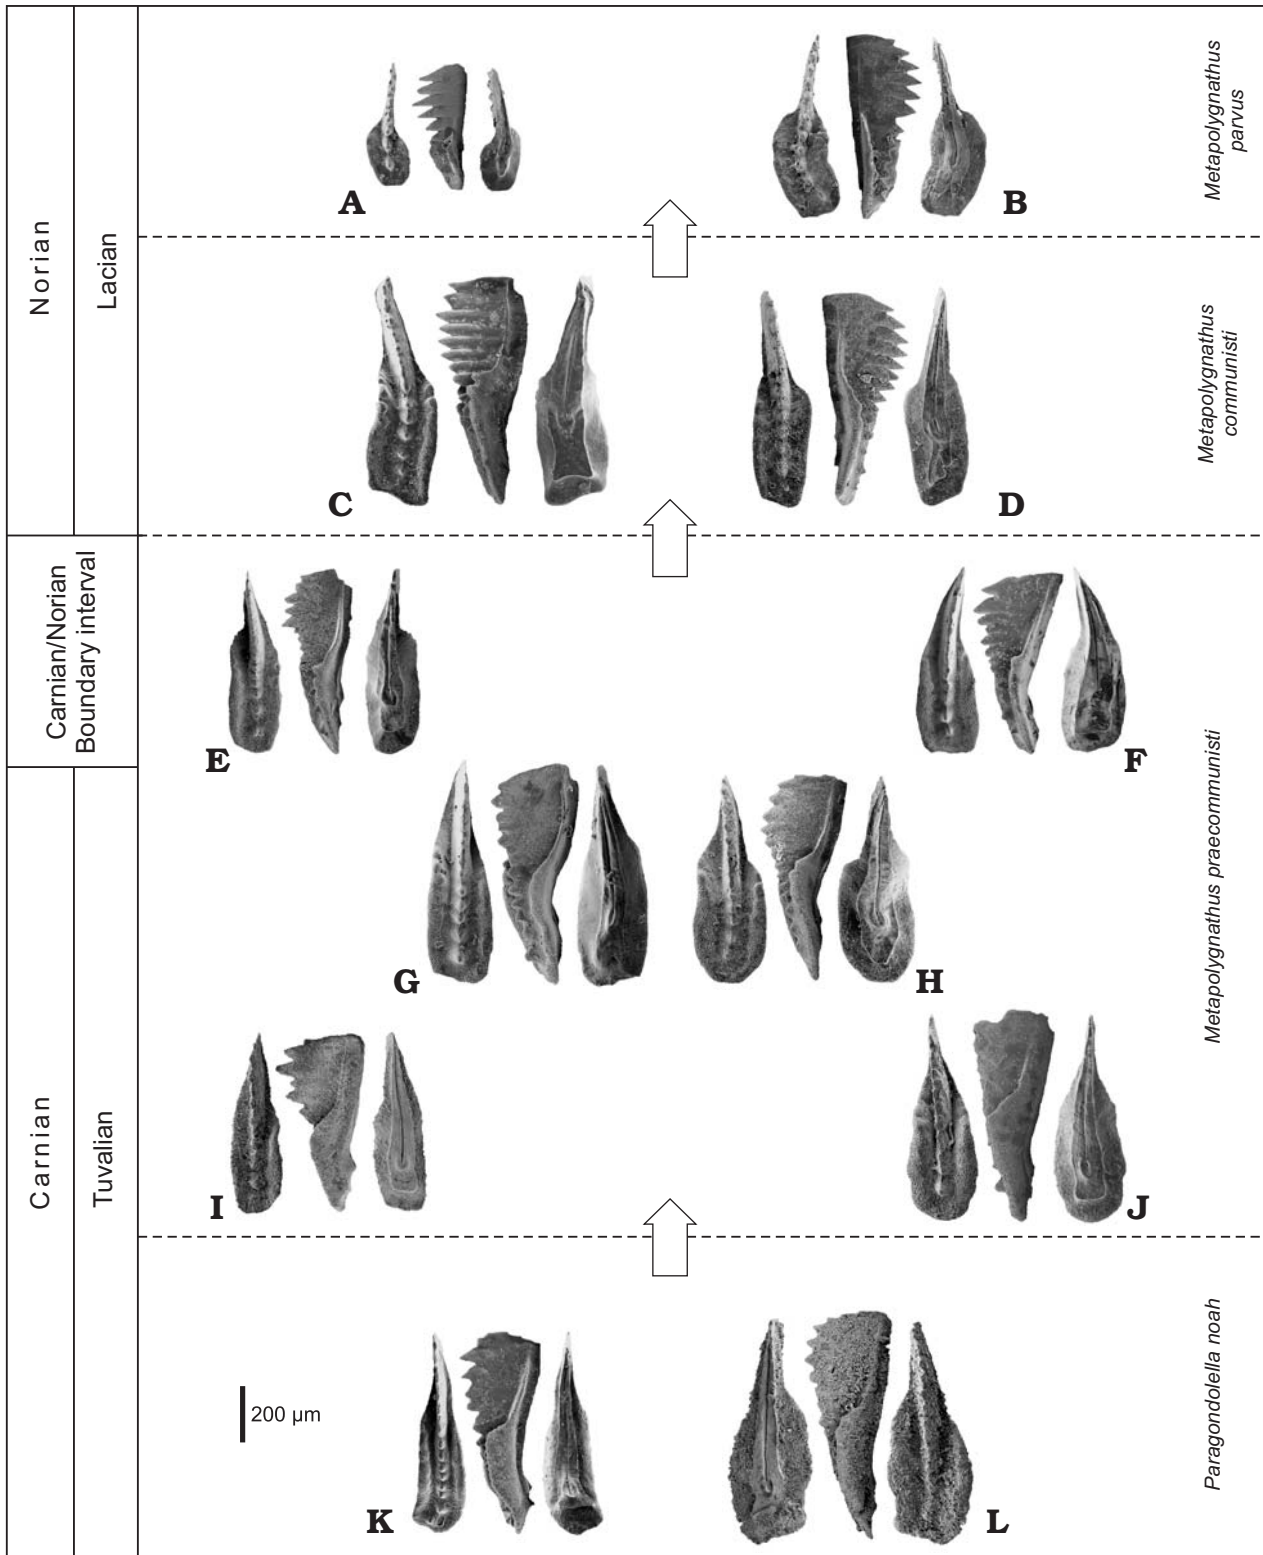 Norian
Lacian
A
B
Metapolygnathus
parvus
C
D
Metapolygnathus
communisti
Carnian/Norian
Boundary interval
E
F
G
H
Metapolygnathus praecommunisti
Carnian
Tuvalian
I
J
200 µm
K
L
Paragondolella noah